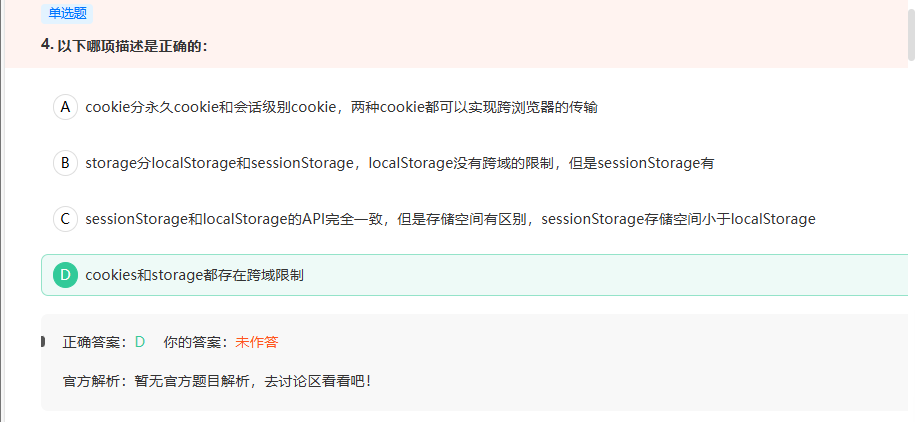 单选题
4. 以下哪项描述是正确的：
A cookie分永久cookie和会话级别cookie，两种cookie都可以实现跨浏览器的传输
B storage分localStorage和sessionStorage，localStorage没有跨域的限制，但是sessionStorage有
C sessionStorage和localStorage的API完全一致，但是存储空间有区别，sessionStorage存储空间小于localStorage
D cookies和storage都存在跨域限制
正确答案：D 你的答案：未作答
官方解析：暂无官方题目解析，去讨论区看看吧！